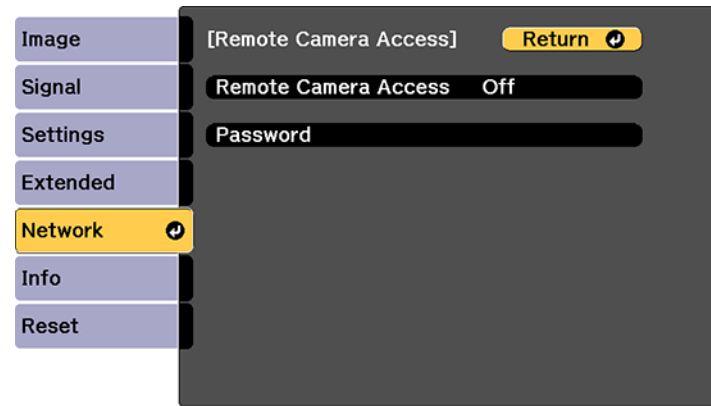 Image
Signal
Settings
Extended
Network
Info
Reset
[Remote Camera Access] Return
Remote Camera Access Off
Password